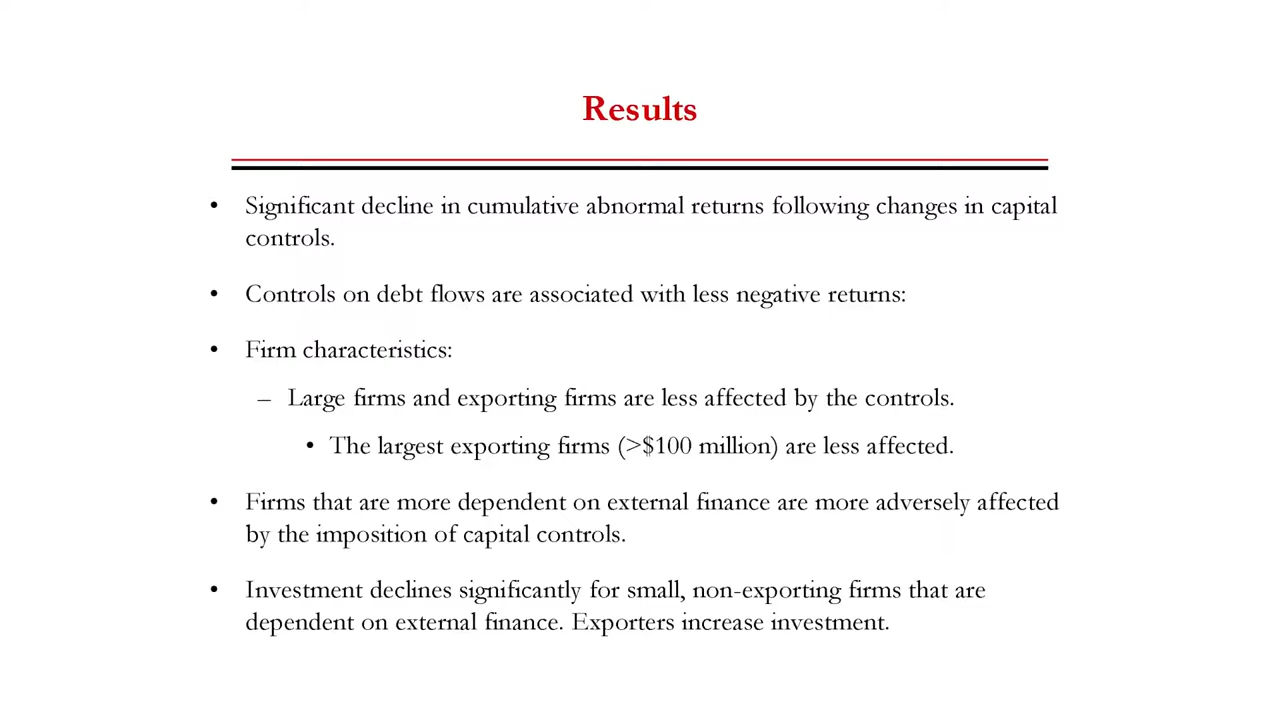 Results
• Significant decline in cumulative abnormal returns following changes in capital
controls.
• Controls on debt flows are associated with less negative returns:
• Firm characteristics:
– Large firms and exporting firms are less affected by the controls.
• The largest exporting firms (>$100 million) are less affected.
• Firms that are more dependent on external finance are more adversely affected
by the imposition of capital controls.
• Investment declines significantly for small, non-exporting firms that are
dependent on external finance. Exporters increase investment.